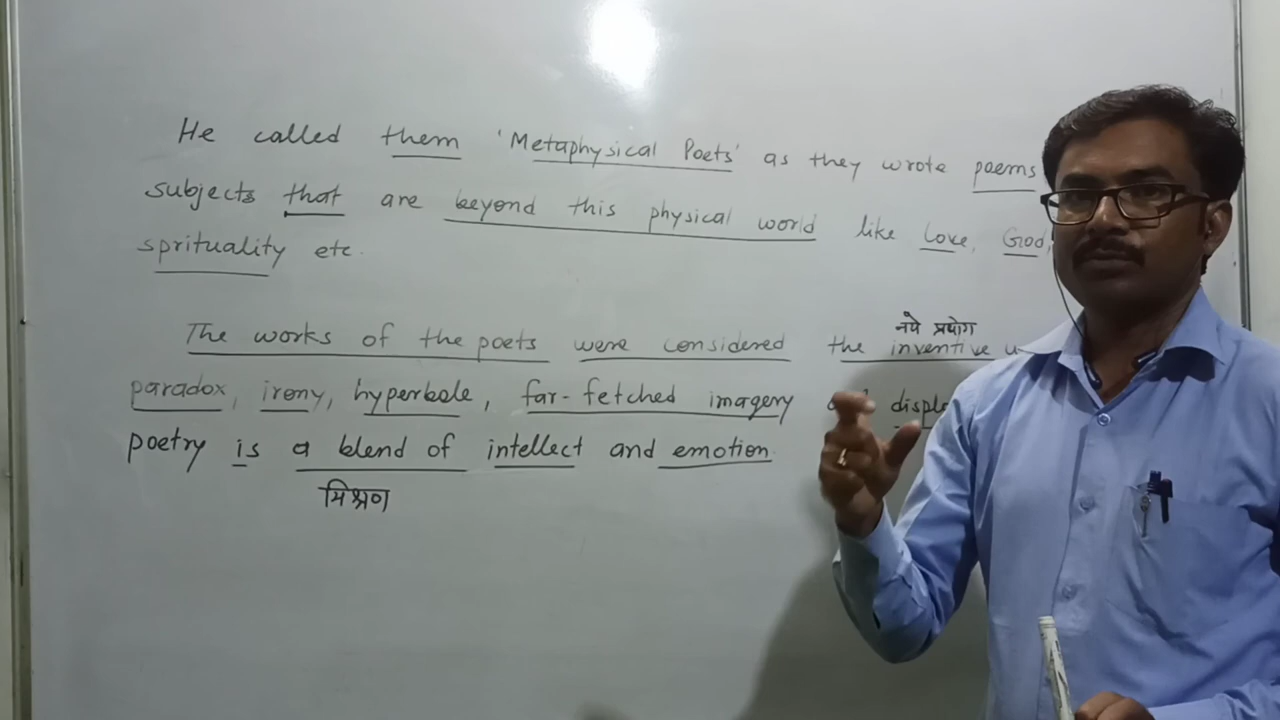 He called them 'Metaphysical Poets' as they wrote poems
subjects that are beyond this physical world like Love, God,
sprituality etc.
नये प्रयोग
The works of the poets were considered the inventive
paradox, irony, hyperbole, far-fetched imagery
poetry is a blend of intellect and emotion.
मिश्रण